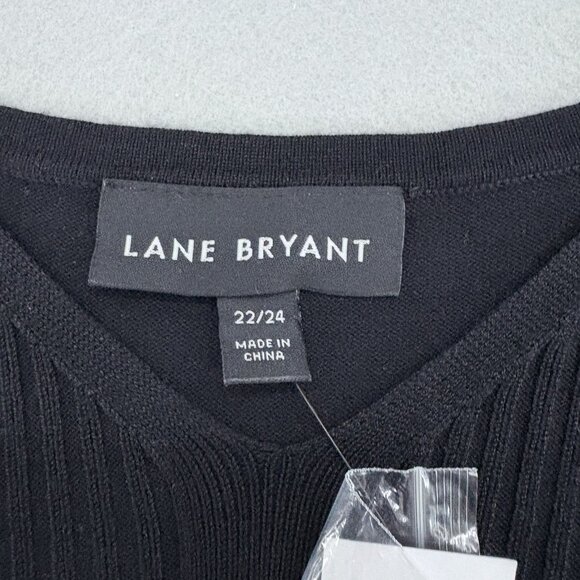 LANE BRYANT
22/24
MADE IN
CHINA